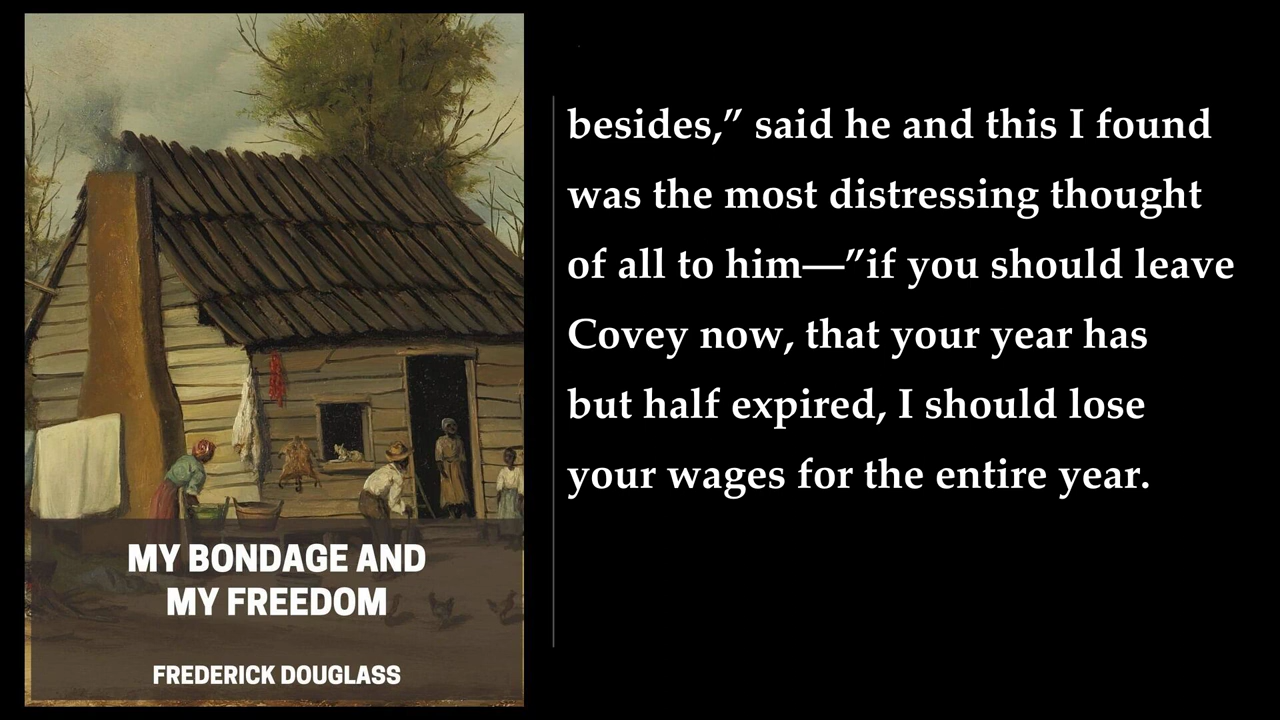 besides,” said he and this I found
was the most distressing thought
of all to him—”if you should leave
Covey now, that your year has
but half expired, I should lose
your wages for the entire year.
MY BONDAGE AND
MY FREEDOM
FREDERICK DOUGLASS